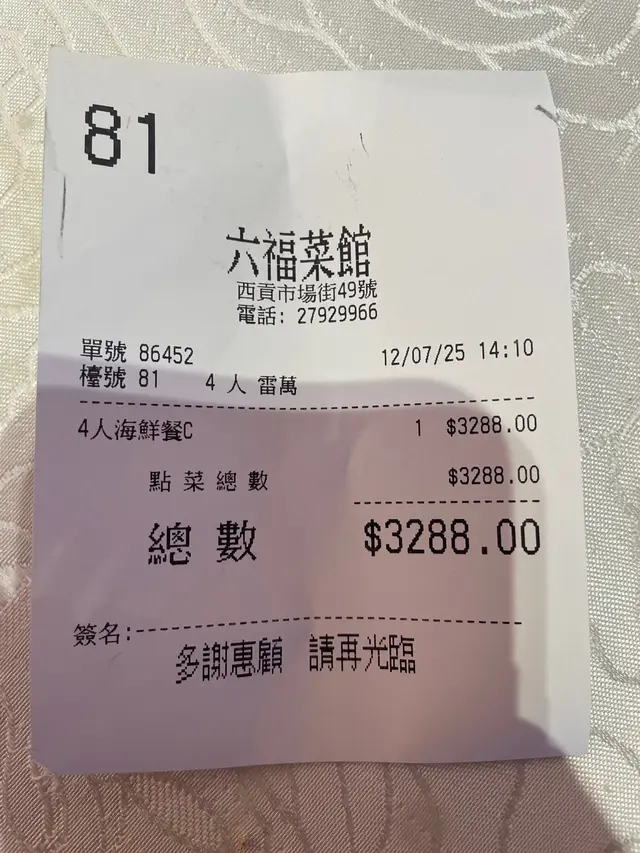 81
六福菜館
西貢市場街49號
電話: 27929966
單號 86452 12/07/25 14:10
檯號 81 4 人 雷萬
4人海鮮餐C 1 $3288.00
點 菜 總 數 $3288.00
總 數 $3288.00
簽名:
多謝惠顧 請再光臨